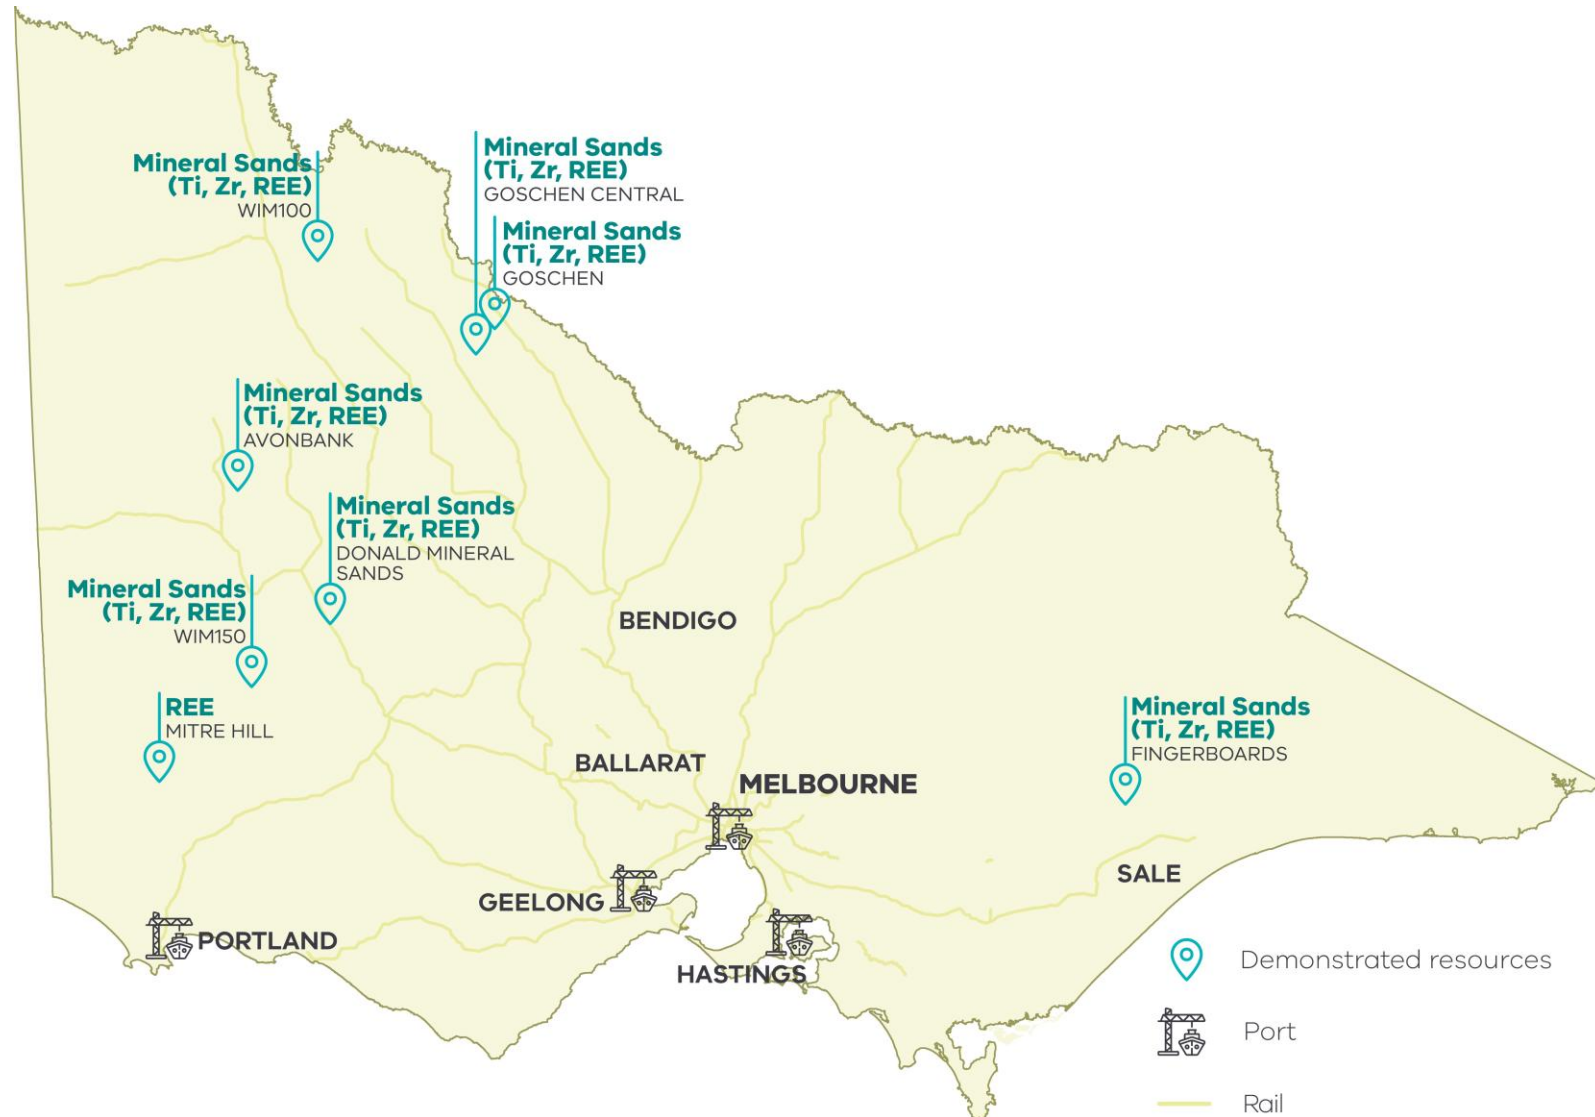 Mineral Sands
(Ti, Zr, REE)
GOSCHEN CENTRAL
Mineral Sands
(Ti, Zr, REE)
WIM100
Mineral Sands
(Ti, Zr, REE)
GOSCHEN
Mineral Sands
(Ti, Zr, REE)
AVONBANK
Mineral Sands
(Ti, Zr, REE)
DONALD MINERAL
SANDS
Mineral Sands
(Ti, Zr, REE)
WIM150
BENDIGO
REE
MITRE HILL
Mineral Sands
(Ti, Zr, REE)
FINGERBOARDS
BALLARAT
MELBOURNE
SALE
GEELONG
PORTLAND
HASTINGS
Demonstrated resources
Port
Rail